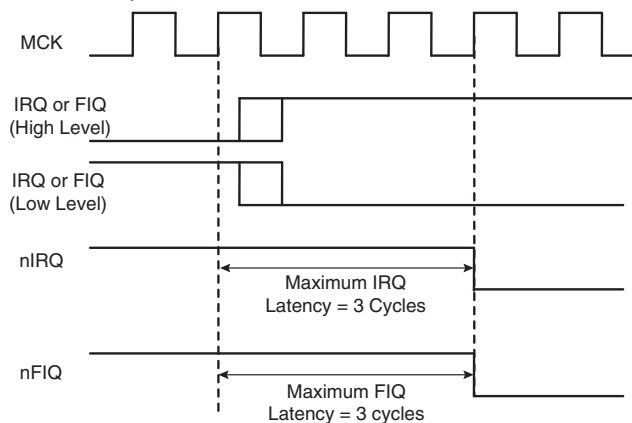 MCK
IRQ or FIQ
(High Level)
IRQ or FIQ
(Low Level)
nIRQ
Maximum IRQ
Latency = 3 Cycles
nFIQ
Maximum FIQ
Latency = 3 cycles